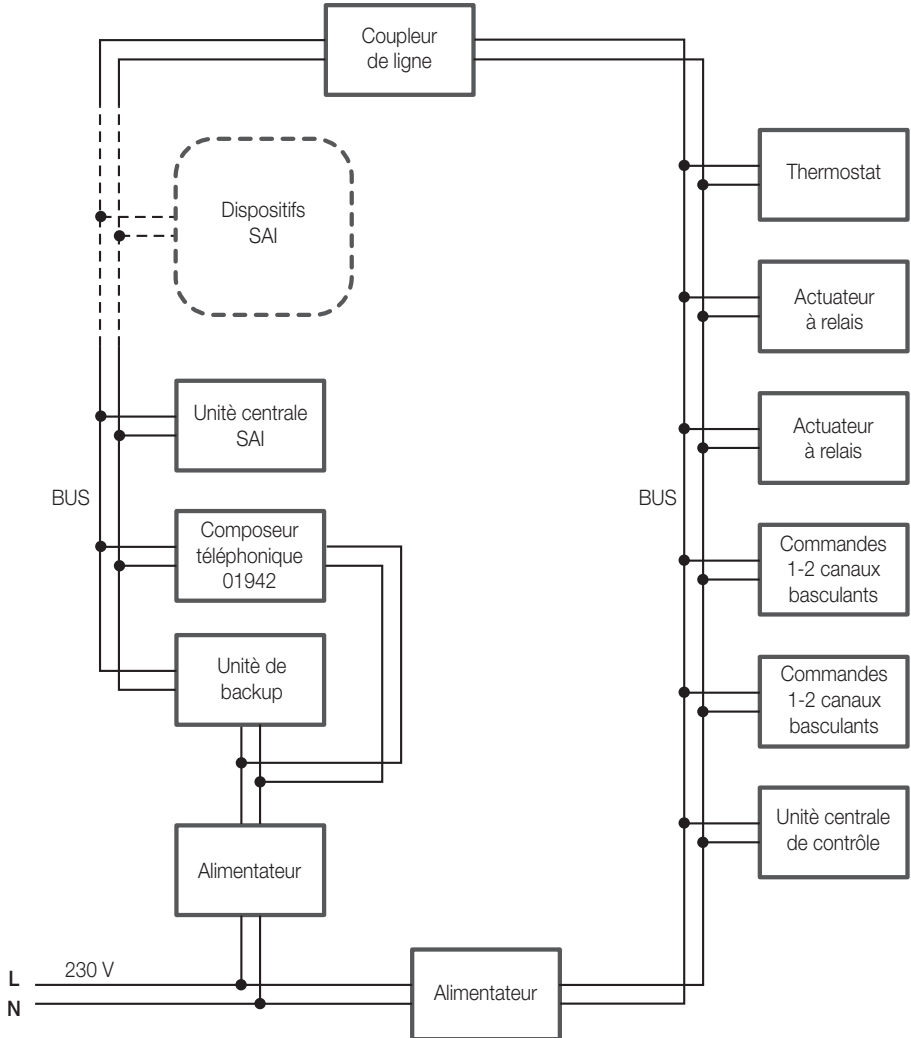 Coupleur
de ligne
Thermostat
Dispositifs
SAI
Actuateur
à relais
Unitè centrale
SAI
Actuateur
à relais
BUS
BUS
Composeur
téléphonique
01942
Commandes
1-2 canaux
basculants
Unitè de
backup
Commandes
1-2 canaux
basculants
Unitè centrale
de contrôle
Alimentateur
L
230 V
N
Alimentateur